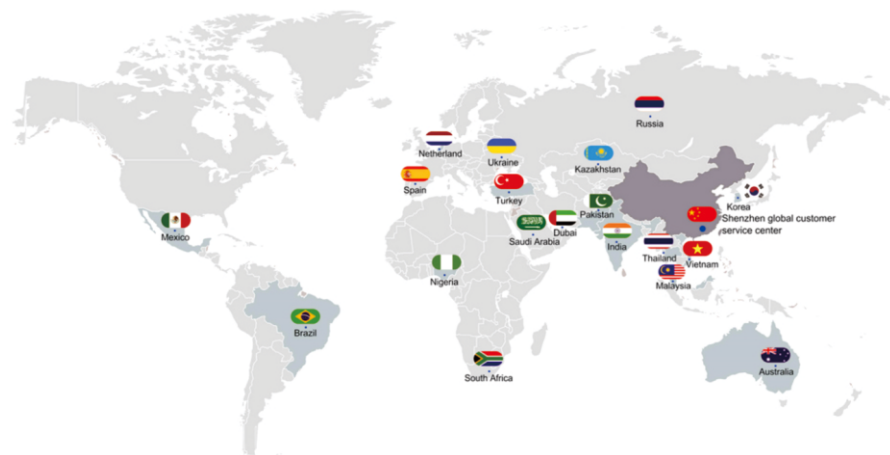 Russia
Netherland
Ukraine
Kazakhstan
Spain
Turkey
Korea
Pakistan
Shenzhen global customer
service center
Mexico
Dubai
Saudi Arabia
India
Thailand
Vietnam
Nigeria
Malaysia
Brazil
Australia
South Africa